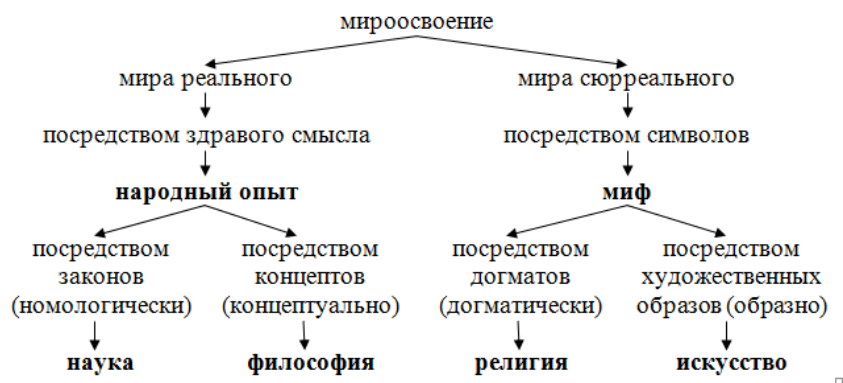 мироосвоение
мира реального мира сюрреального
посредством здравого смысла посредством символов
народный опыт миф
посредством посредством посредством посредством
законов концептов догматов художественных
(номологически) (концептуально) (догматически) образов (образно)
наука философия религия искусство